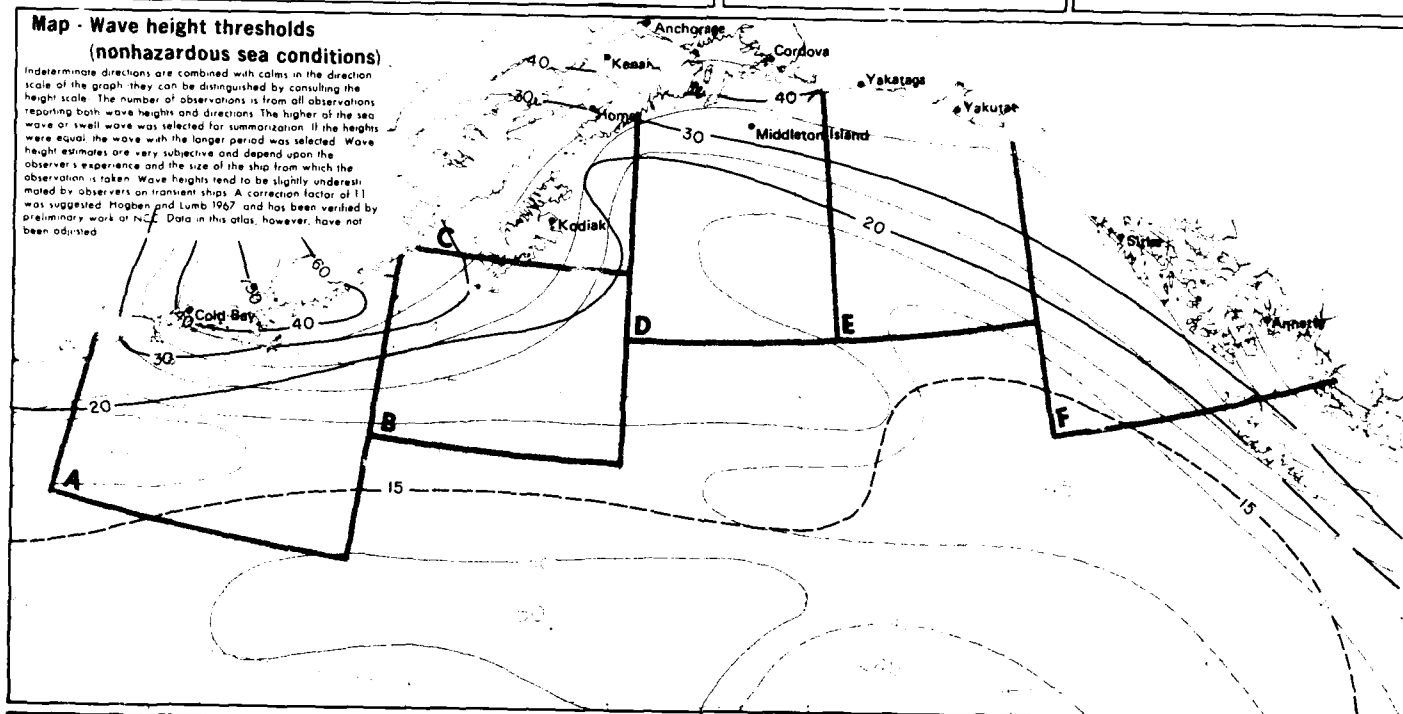 Map - Wave height thresholds
(nonhazardous sea conditions)
Indeterminate directions are combined with calms in the direction
scale of the graph they can be distinguished by consulting the
height scale The number of observations is from all observations
reporting both wave heights and directions The higher of the sea
wave or swell wave was selected for summarization If the heights
were equal the wave with the longer period was selected Wave
height estimates are very subjective and depend upon the
observer's experience and the size of the ship from which the
observation is taken Wave heights tend to be slightly underesti
mated by observers on transient ships A correction factor of 1 1
was suggested Hogben and Lumb 1967 and has been verified by
preliminary work at Data in this atlas, however, have not
been adjusted
Anchorage
Cordova
40
Kenai
Yakataga
30
Homer
40
Yakutat
30
Middleton Island
20
Kodiak
C
Sitka
60
Cold Bay
40
D
E
Annette
30
20
B
F
A
15
15